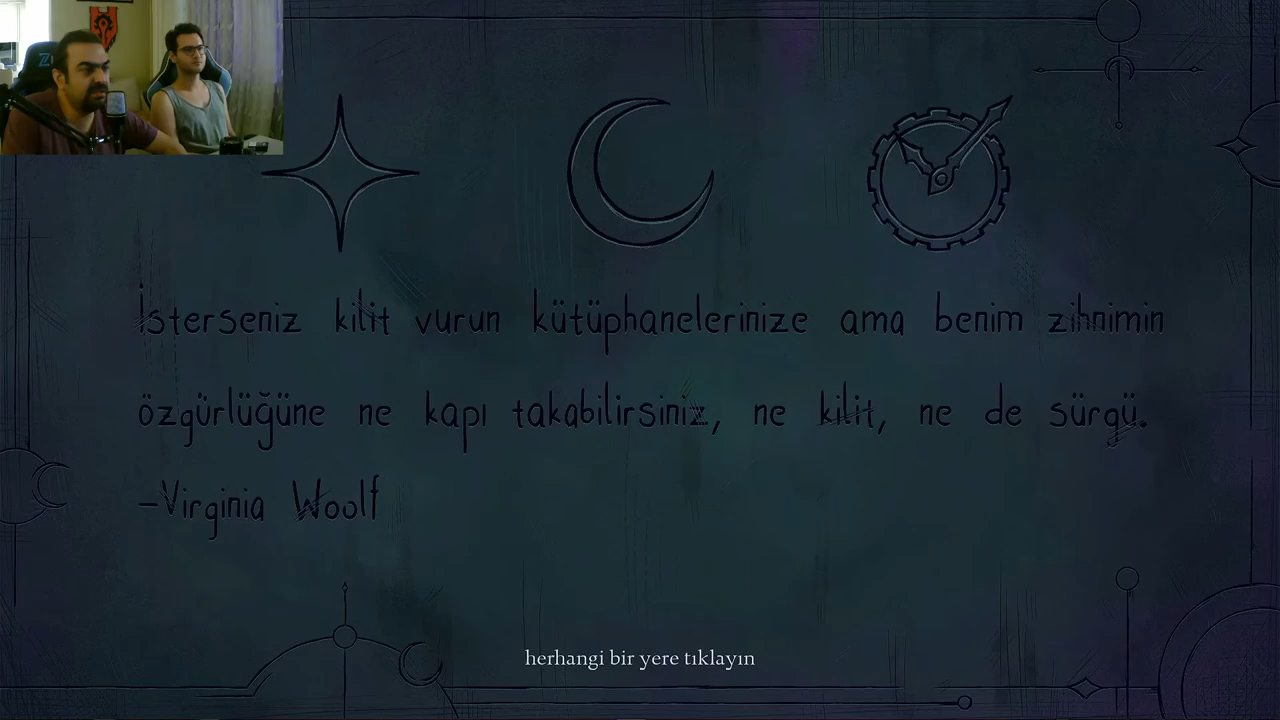 İsterseniz kilit vurun kütüphanelerinize ama benim zihnimin
özgürlüğüne ne kapı takabilirsiniz, ne kilit, ne de sürgü.
-Virginia Woolf
herhangi bir yere tıklayın